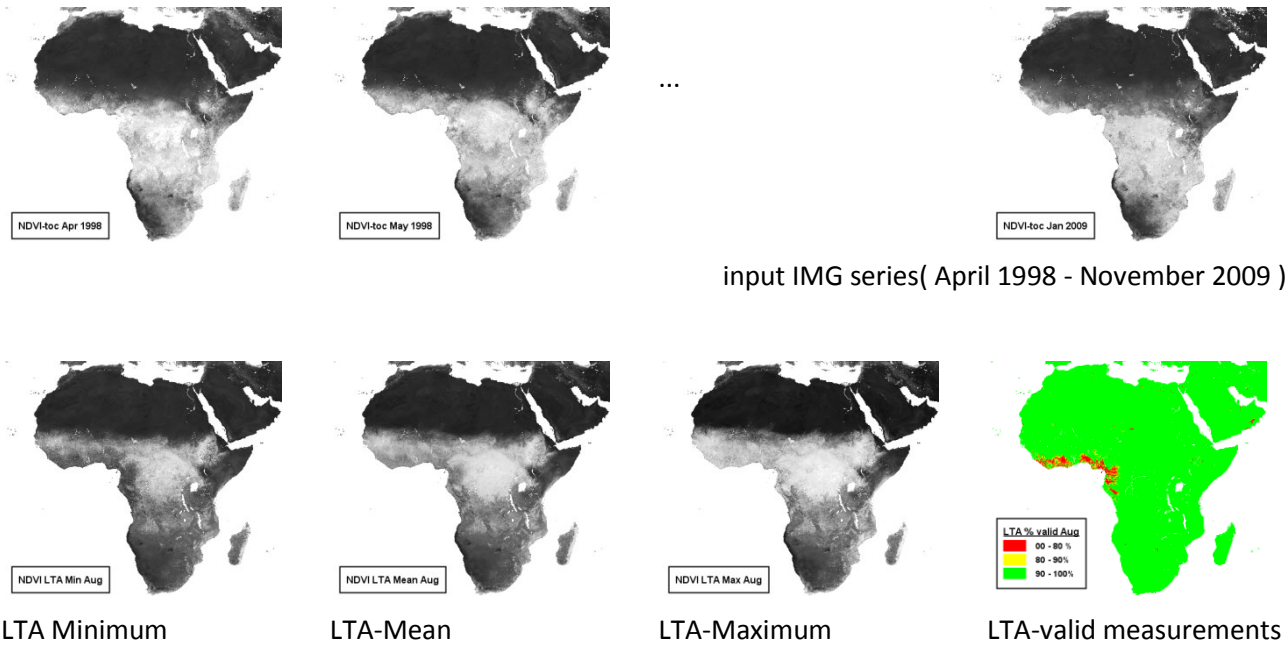 ...
NDVI-toc Apr 1998
NDVI-toc May 1998
NDVI-toc Jan 2009
input IMG series( April 1998 - November 2009 )
NDVI LTA Min Aug
NDVI LTA Mean Aug
NDVI LTA Max Aug
LTA % valid Aug
00 - 80 %
80 - 90%
90 - 100%
LTA Minimum
LTA-Mean
LTA-Maximum
LTA-valid measurements